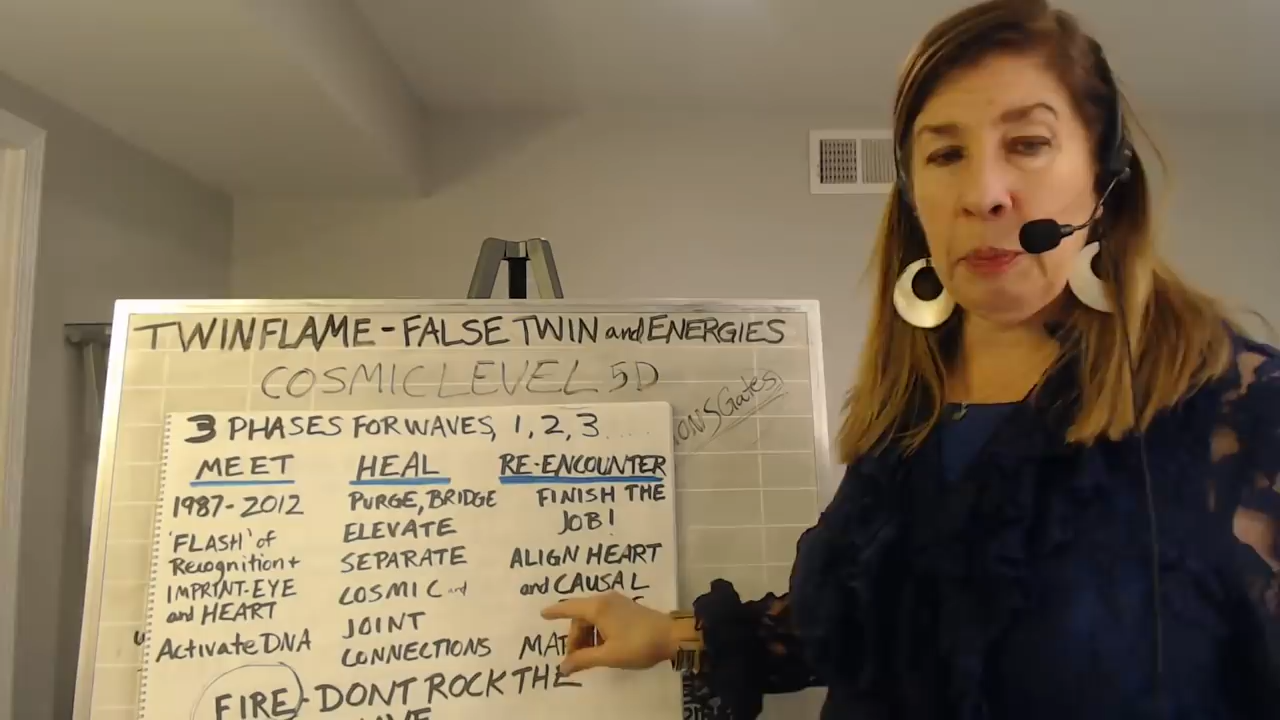 TWINFLAME - FALSE TWIN and ENERGIES
COSMIC LEVEL 5D
3 PHASES FOR WAVES, 1, 2, 3 .....
MEET
1987-2012
'FLASH' of
Recognition +
IMPRINT-EYE
and HEART
Activate DNA
HEAL
PURGE, BRIDGE
ELEVATE
SEPARATE
COSMIC and
JOINT
CONNECTIONS
RE-ENCOUNTER
FINISH THE
JOB!
ALIGN HEART
and CAUSAL
FIRE - DONT ROCK THE
Gates